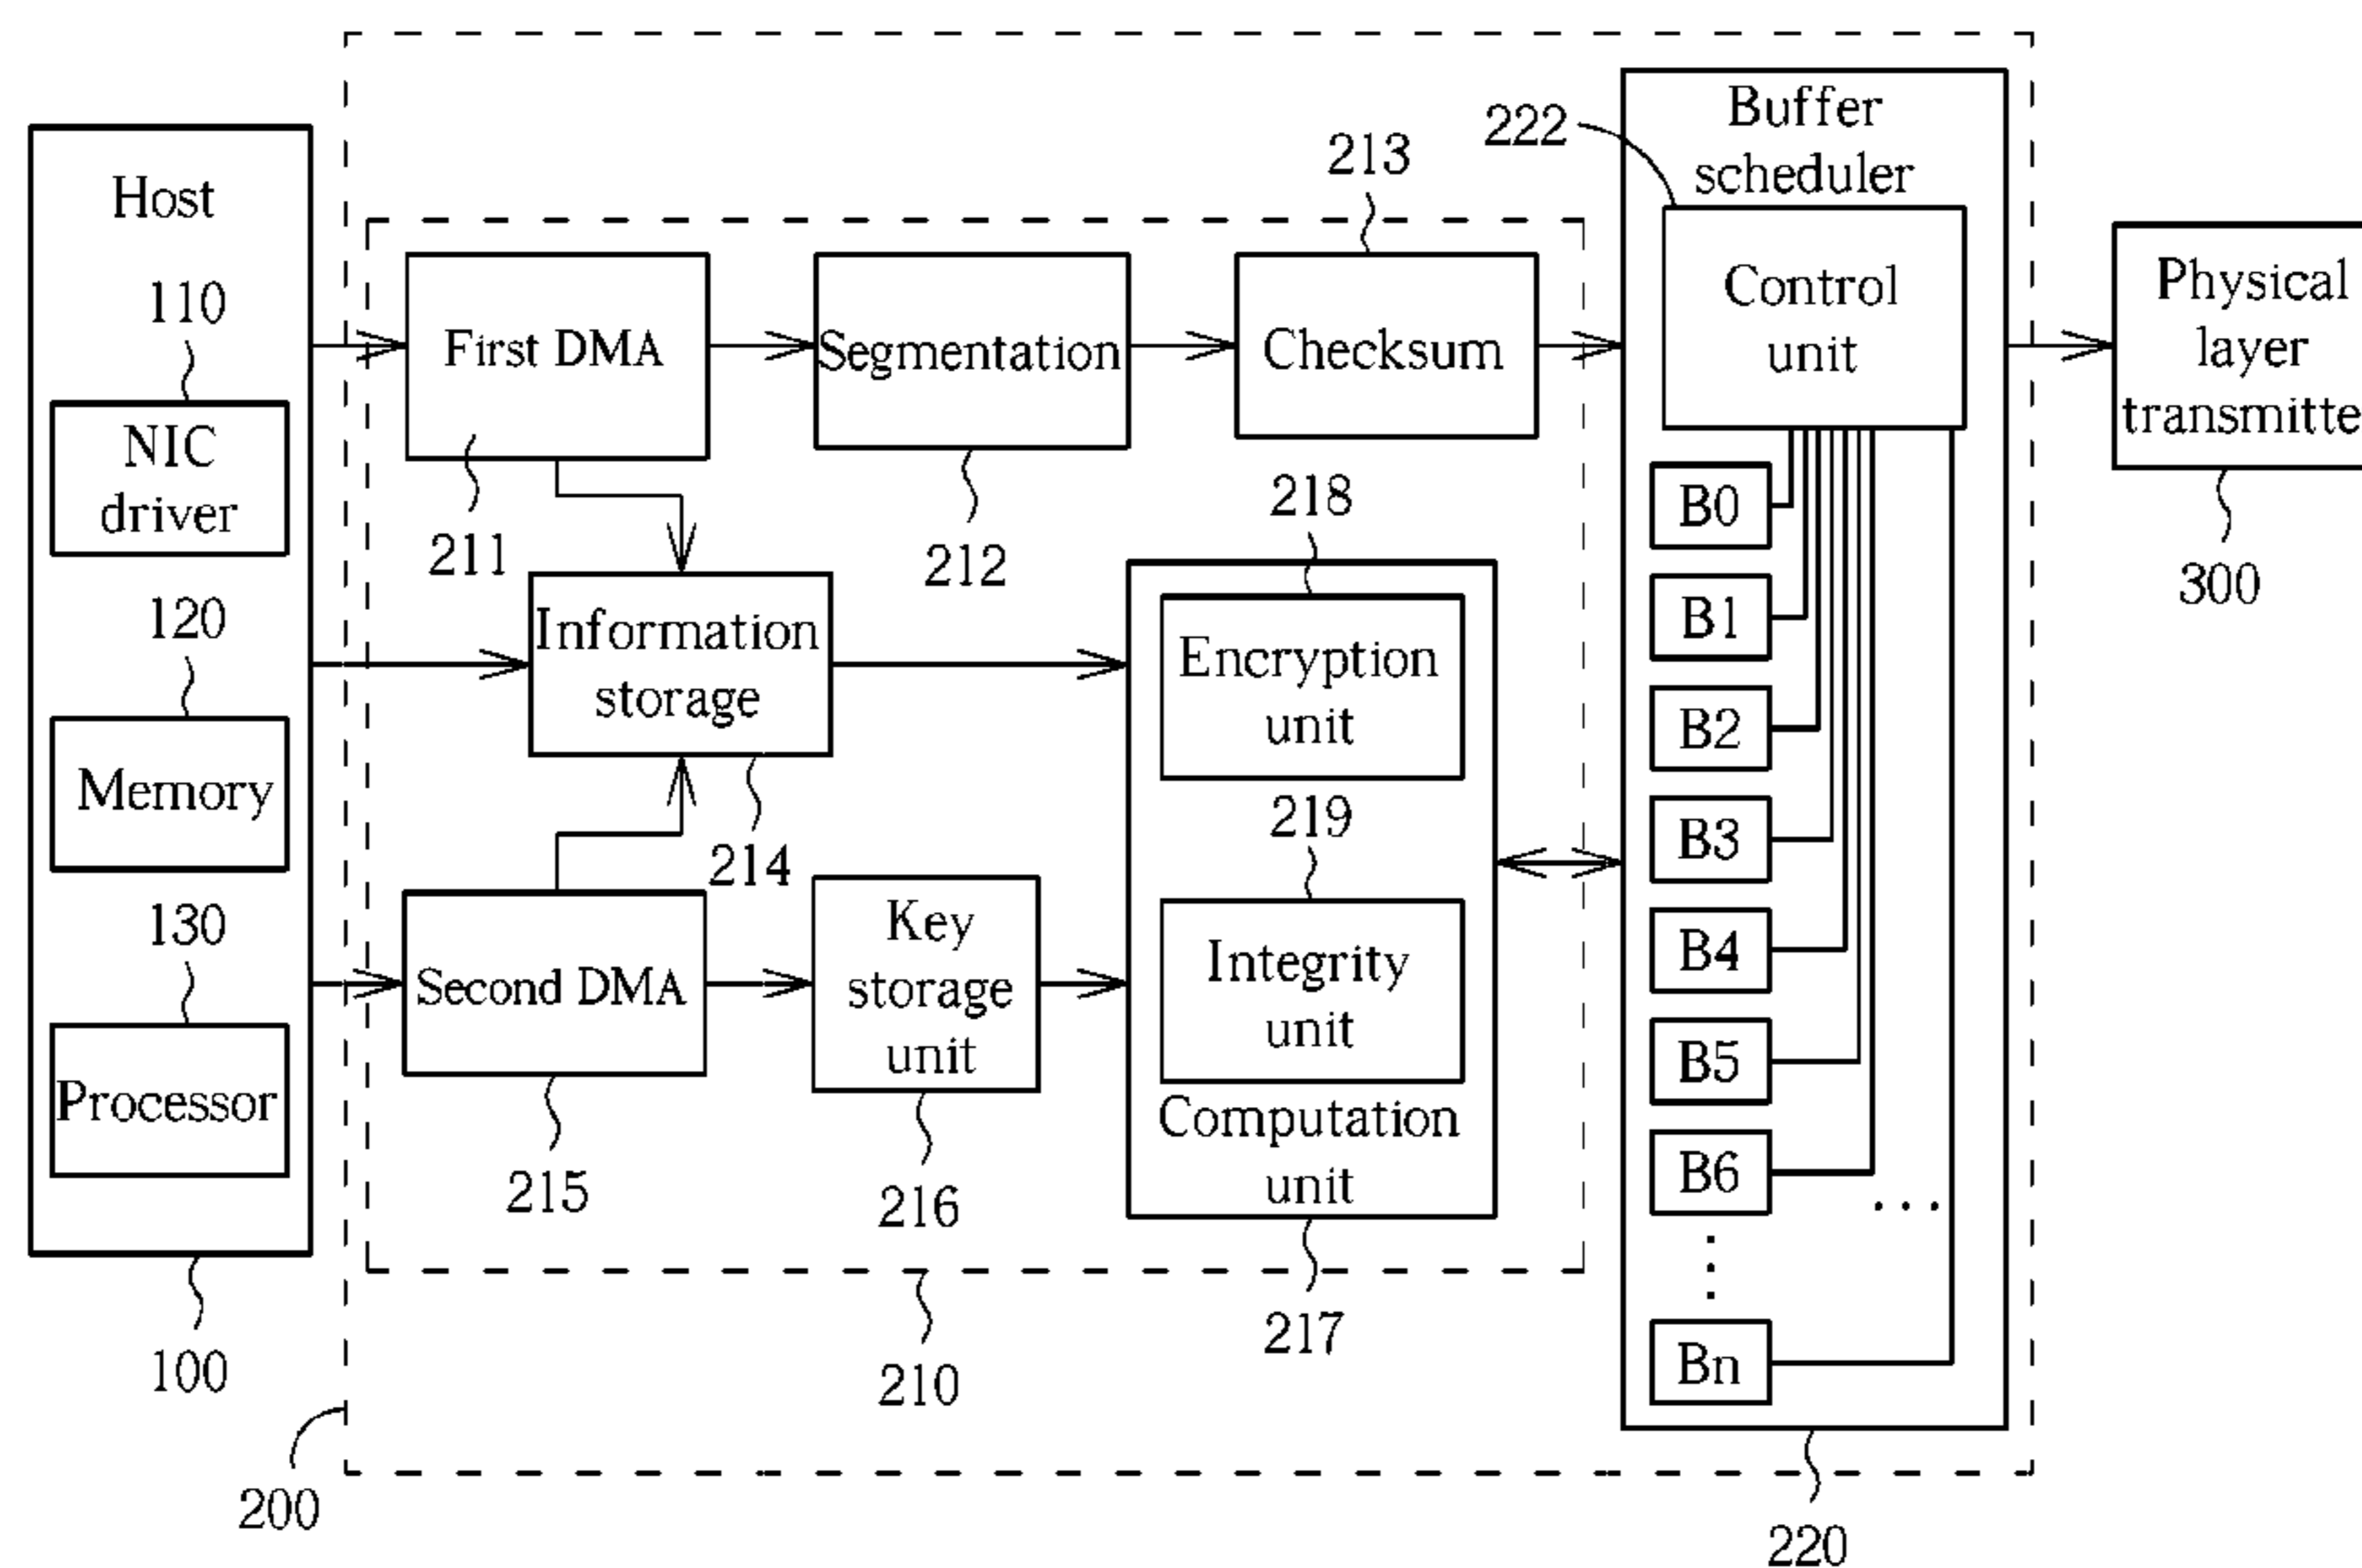 Host
110
NIC
driver
120
Memory
130
Processor
100
200
First DMA
211
Segmentation
212
213
Checksum
Information
storage
214
Second DMA
215
Key
storage
unit
216
218
Encryption
unit
219
Integrity
unit
Computation
unit
217
210
222
Buffer
scheduler
Control
unit
B0
B1
B2
B3
B4
B5
B6
...
Bn
220
Physical
layer
transmitte
300